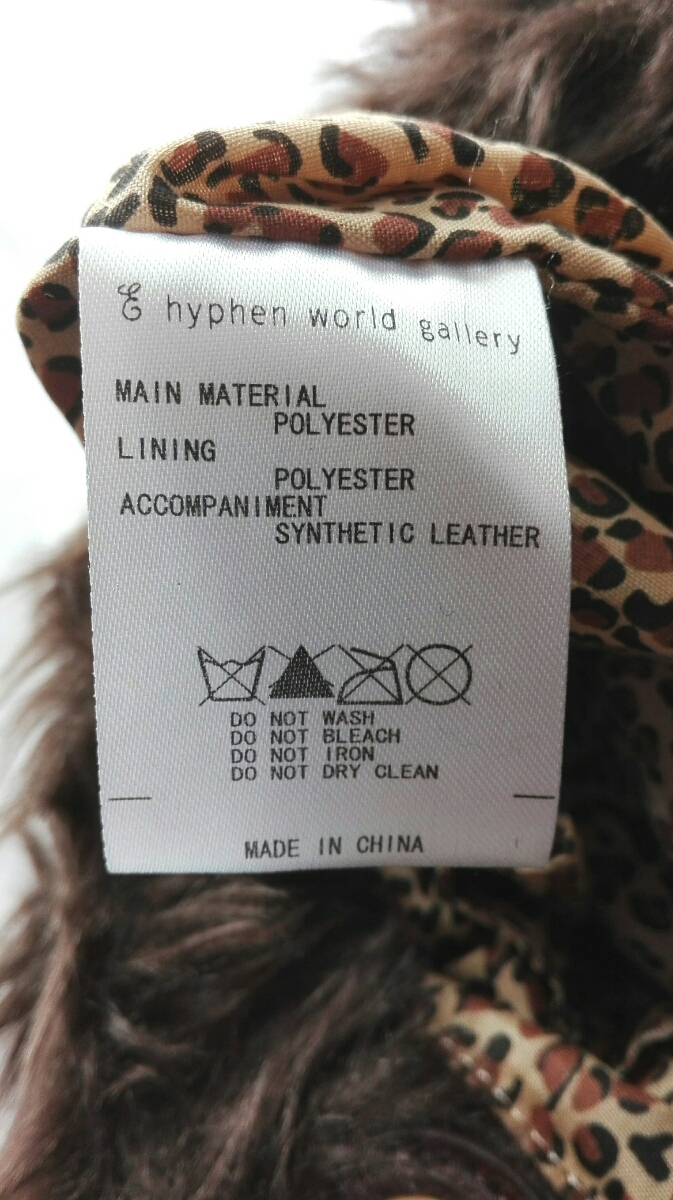 E hyphen world gallery
MAIN MATERIAL
POLYESTER
LINING
POLYESTER
ACCOMPANIMENT
SYNTHETIC LEATHER
DO NOT WASH
DO NOT BLEACH
DO NOT IRON
DO NOT DRY CLEAN
MADE IN CHINA